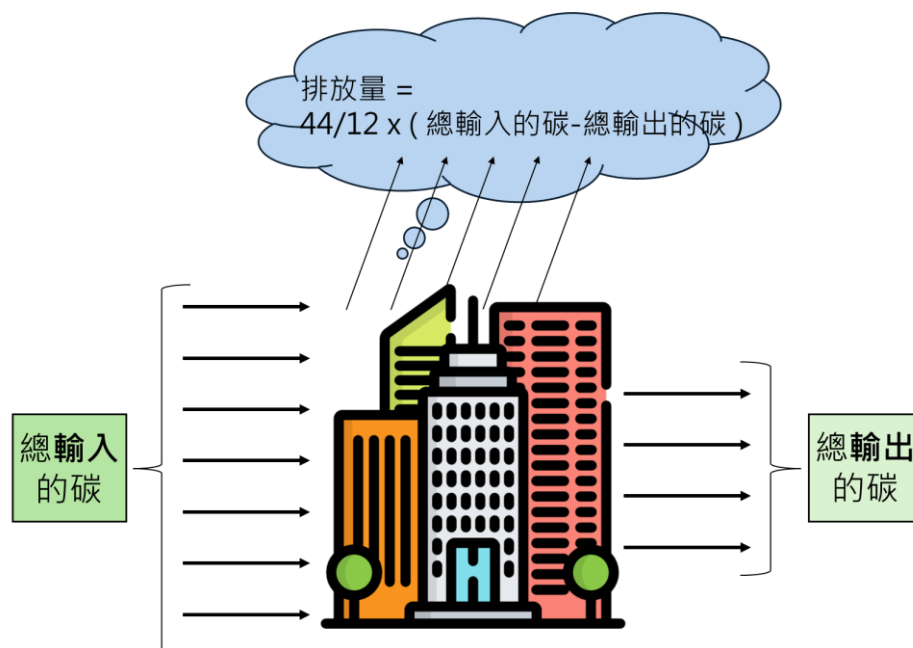 排放量 =
44/12 x ( 總輸入的碳-總輸出的碳 )
總輸入
的碳
總輸出
的碳